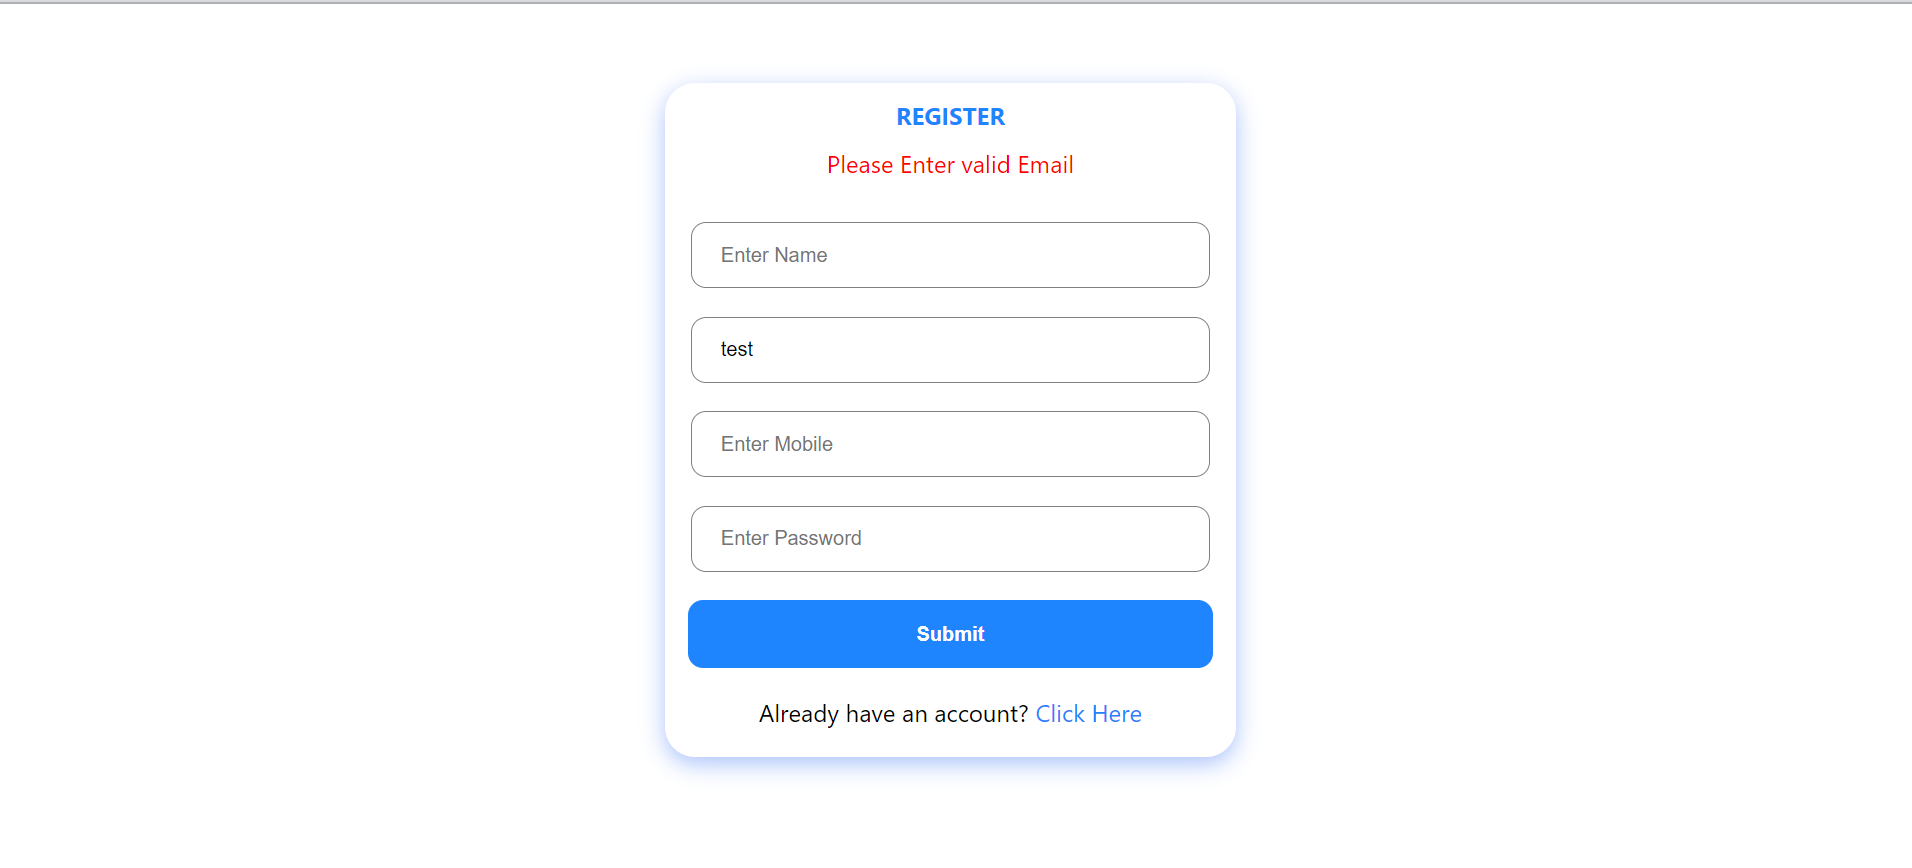 REGISTER
Please Enter valid Email
Enter Name
test
Enter Mobile
Enter Password
Submit
Already have an account? Click Here